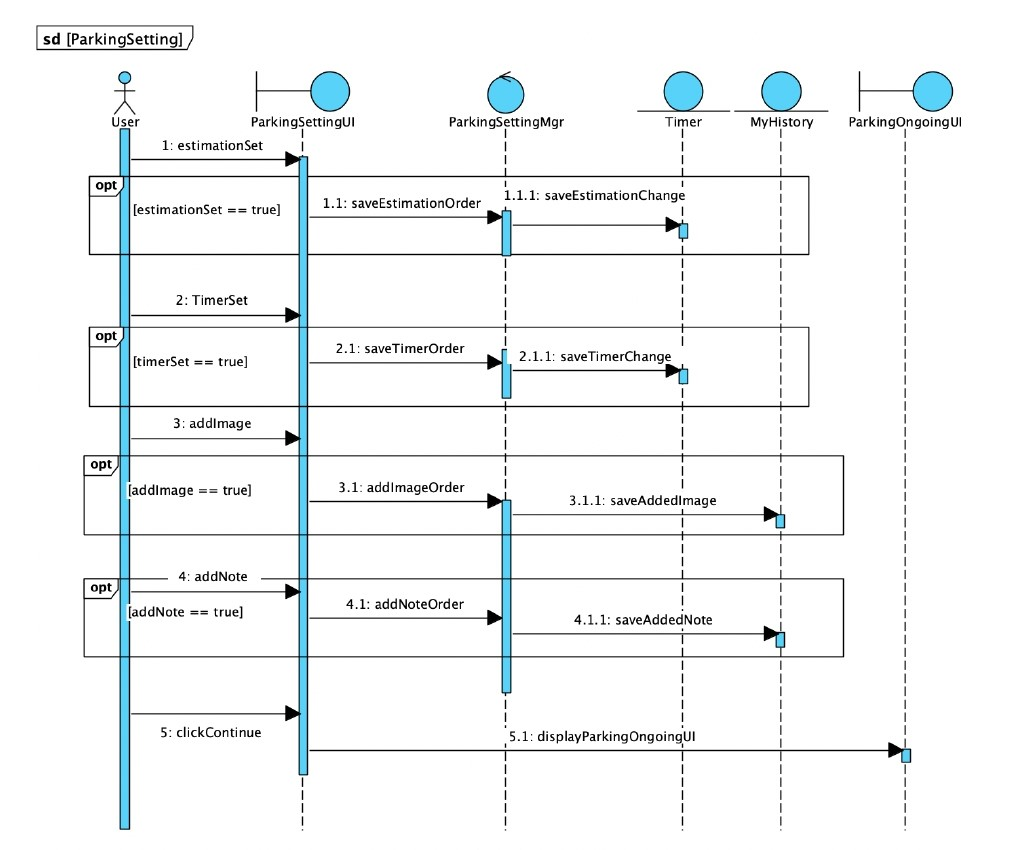 sd [ParkingSetting]
User
ParkingSettingUI
ParkingSettingMgr
Timer
MyHistory
ParkingOngoingUI
1: estimationSet
opt
[estimationSet == true]
1.1: saveEstimationOrder
1.1.1: saveEstimationChange
2: TimerSet
opt
[timerSet == true]
2.1: saveTimerOrder
2.1.1: saveTimerChange
3: addImage
opt
[addImage == true]
3.1: addImageOrder
3.1.1: saveAddedImage
4: addNote
opt
[addNote == true]
4.1: addNoteOrder
4.1.1: saveAddedNote
5: clickContinue
5.1: displayParkingOngoingUI